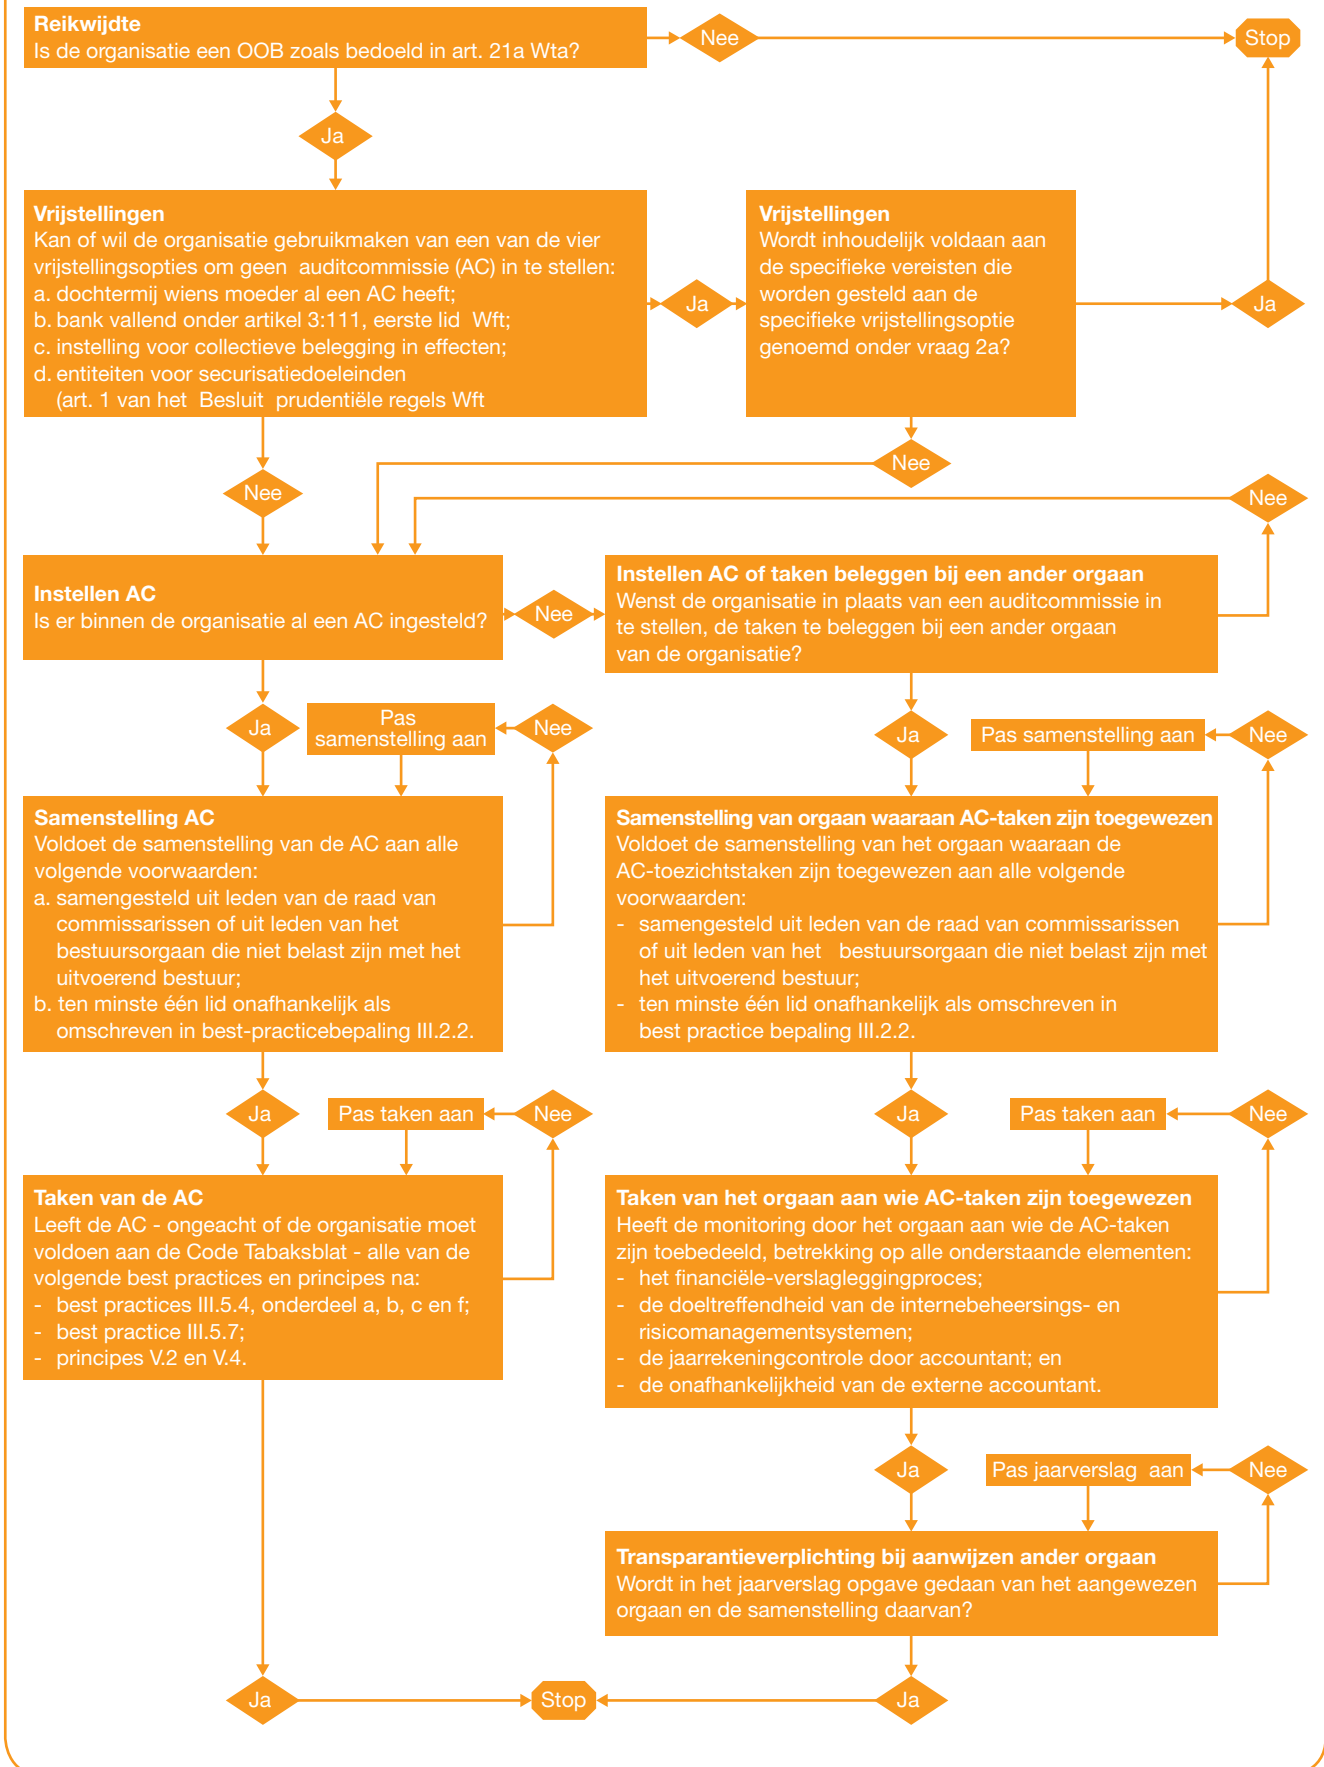 Reikwijdte
Is de organisatie een OOB zoals bedoeld in art. 21a Wta?
Nee
Stop
Ja
Vrijstellingen
Kan of wil de organisatie gebruikmaken van een van de vier
vrijstellingsopties om geen auditcommissie (AC) in te stellen:
a. dochtermij wiens moeder al een AC heeft;
b. bank vallend onder artikel 3:111, eerste lid Wft;
c. instelling voor collectieve belegging in effecten;
d. entiteiten voor securisatiedoeleinden
(art. 1 van het Besluit prudentiële regels Wft
Ja
Vrijstellingen
Wordt inhoudelijk voldaan aan
de specifieke vereisten die
worden gesteld aan de
specifieke vrijstellingsoptie
genoemd onder vraag 2a?
Ja
Nee
Nee
Nee
Instellen AC
Is er binnen de organisatie al een AC ingesteld?
Nee
Instellen AC of taken beleggen bij een ander orgaan
Wenst de organisatie in plaats van een auditcommissie in
te stellen, de taken te beleggen bij een ander orgaan
van de organisatie?
Ja
Pas
samenstelling aan
Nee
Ja
Pas samenstelling aan
Nee
Samenstelling AC
Voldoet de samenstelling van de AC aan alle
volgende voorwaarden:
a. samengesteld uit leden van de raad van
commissarissen of uit leden van het
bestuursorgaan die niet belast zijn met het
uitvoerend bestuur;
b. ten minste één lid onafhankelijk als
omschreven in best-practicebepaling III.2.2.
Samenstelling van orgaan waaraan AC-taken zijn toegewezen
Voldoet de samenstelling van het orgaan waaraan de
AC-toezichtstaken zijn toegewezen aan alle volgende
voorwaarden:
- samengesteld uit leden van de raad van commissarissen
of uit leden van het bestuursorgaan die niet belast zijn met
het uitvoerend bestuur;
- ten minste één lid onafhankelijk als omschreven in
best practice bepaling III.2.2.
Ja
Pas taken aan
Nee
Ja
Pas taken aan
Nee
Taken van de AC
Leeft de AC - ongeacht of de organisatie moet
voldoen aan de Code Tabaksblat - alle van de
volgende best practices en principes na:
- best practices III.5.4, onderdeel a, b, c en f;
- best practice III.5.7;
- principes V.2 en V.4.
Taken van het orgaan aan wie AC-taken zijn toegewezen
Heeft de monitoring door het orgaan aan wie de AC-taken
zijn toebedeeld, betrekking op alle onderstaande elementen:
- het financiële-verslagleggingproces;
- de doeltreffendheid van de internebeheersings- en
risicomanagementsystemen;
- de jaarrekeningcontrole door accountant; en
- de onafhankelijkheid van de externe accountant.
Ja
Pas jaarverslag aan
Nee
Transparantieverplichting bij aanwijzen ander orgaan
Wordt in het jaarverslag opgave gedaan van het aangewezen
orgaan en de samenstelling daarvan?
Ja
Stop
Ja